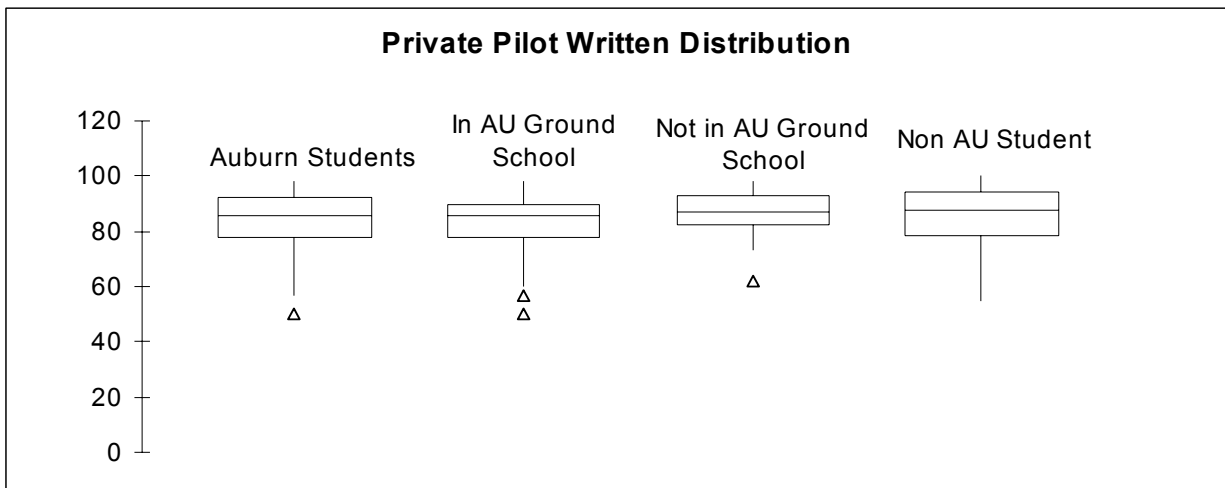 Private Pilot Written Distribution
120
100
80
60
40
20
0
Auburn Students
In AU Ground
School
Not in AU Ground
School
Non AU Student